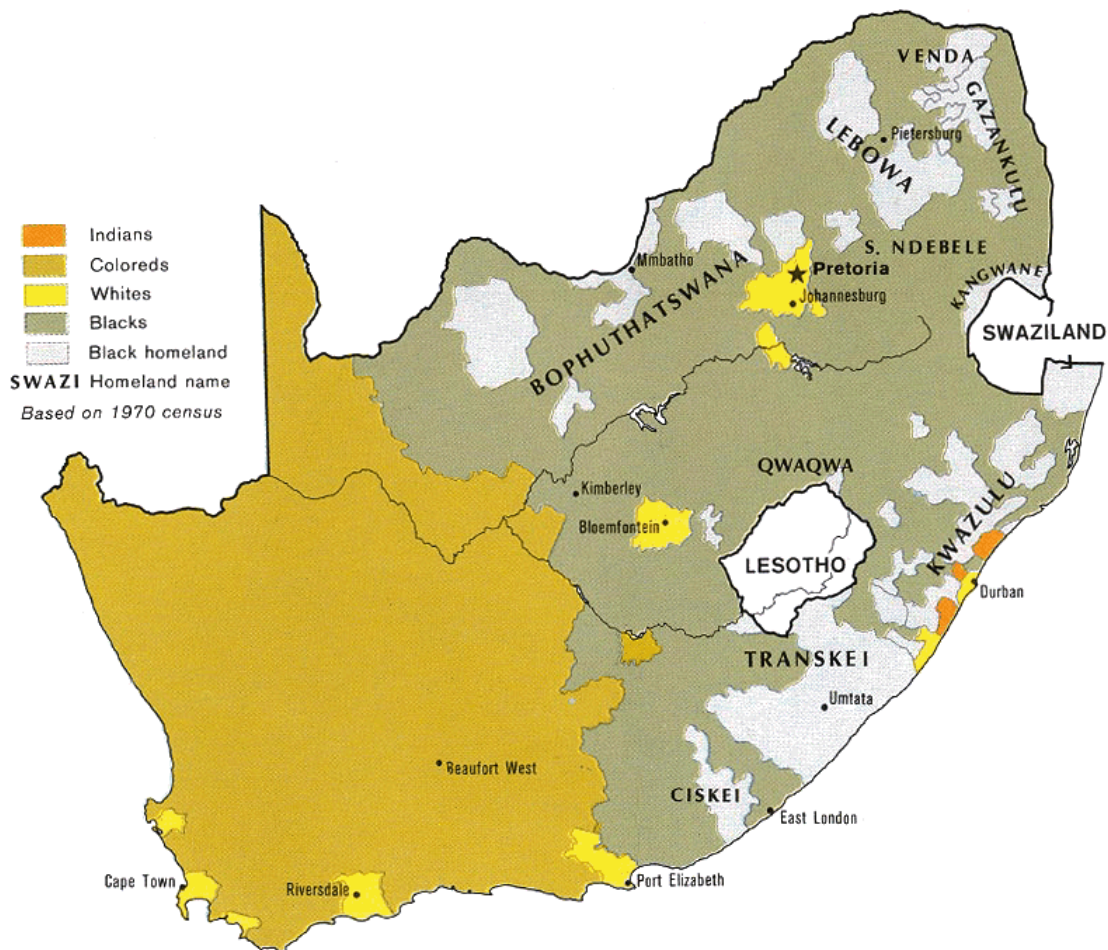 Indians
Coloreds
Whites
Blacks
Black homeland
SWAZI Homeland name
Based on 1970 census
VENDA
GAZANKULU
LEBOWA
Pietersburg
S. NDEBELE
Mmbatho
Pretoria
Johannesburg
KANGWANE
BOPHUTHATSWANA
SWAZILAND
QWAQWA
Kimberley
Bloemfontein
KWAZULU
LESOTHO
Durban
TRANSKEI
Umtata
Beaufort West
CISKEI
East London
Cape Town
Riversdale
Port Elizabeth